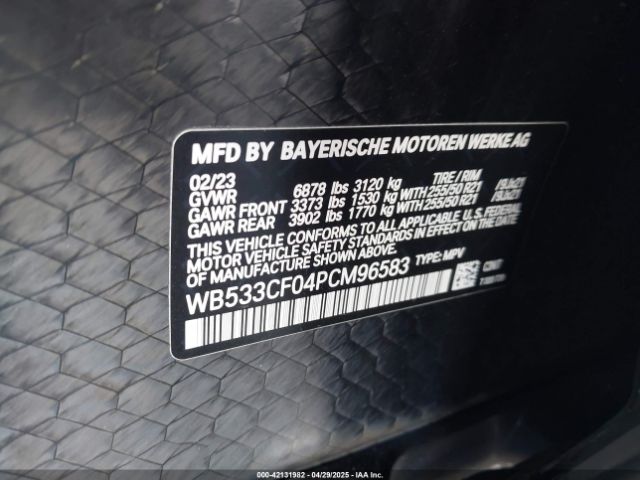 MFD BY BAYERISCHE MOTOREN WERKE AG
02/23 TIRE / RIM
GVWR 6878 lbs 3120 kg
GAWR FRONT 3373 lbs 1530 kg WITH 255/50 R21 /9Jx21
GAWR REAR 3902 lbs 1770 kg WITH 255/50 R21 /9Jx21
THIS VEHICLE CONFORMS TO ALL APPLICABLE U.S. FEDERAL
MOTOR VEHICLE SAFETY STANDARDS IN EFFECT ON THE DATE
OF MANUFACTURE SHOWN ABOVE.
WB533CF04PCM96583 TYPE: MPV
000-42131982 04/29/2025 - IAA Inc.